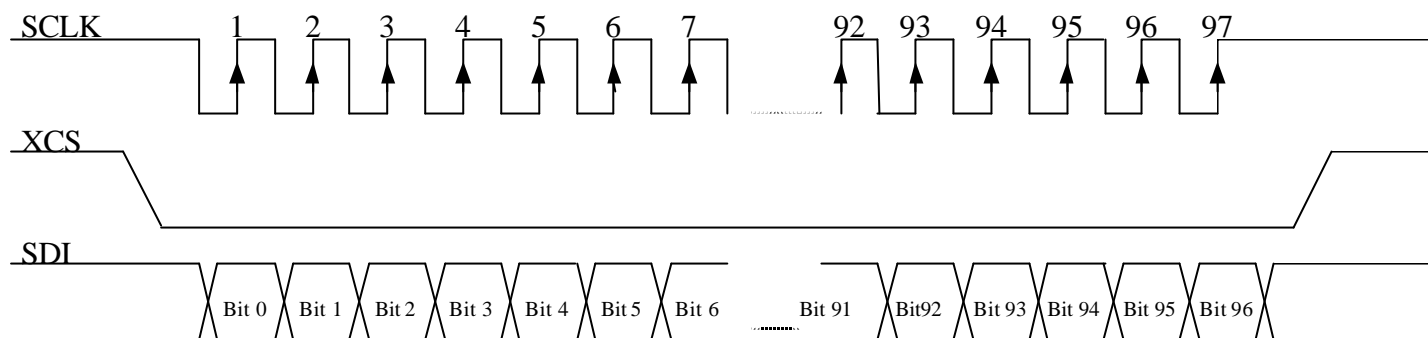 SCLK 1 2 3 4 5 6 7 92 93 94 95 96 97
XCS
SDI
Bit 0 Bit 1 Bit 2 Bit 3 Bit 4 Bit 5 Bit 6 Bit 91 Bit92 Bit 93 Bit 94 Bit 95 Bit 96